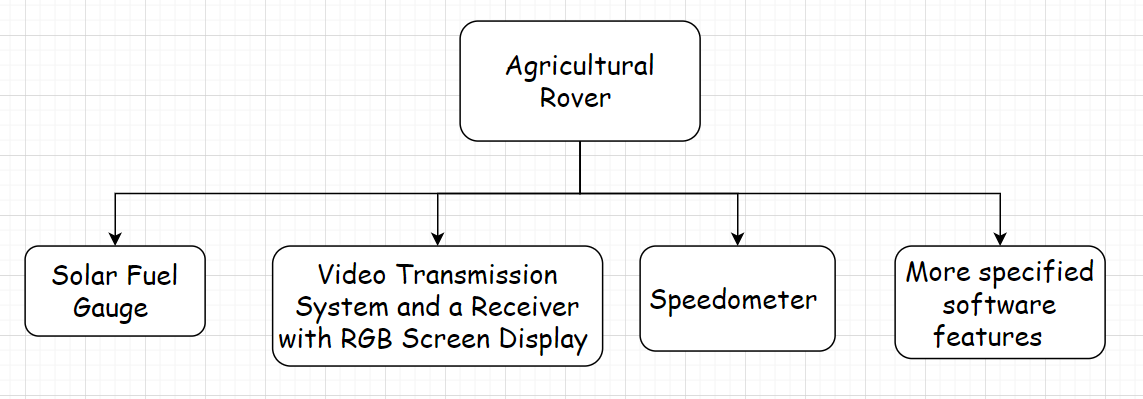 Agricultural
Rover
Solar Fuel
Gauge
Video Transmission
System and a Receiver
with RGB Screen Display
Speedometer
More specified
software
features